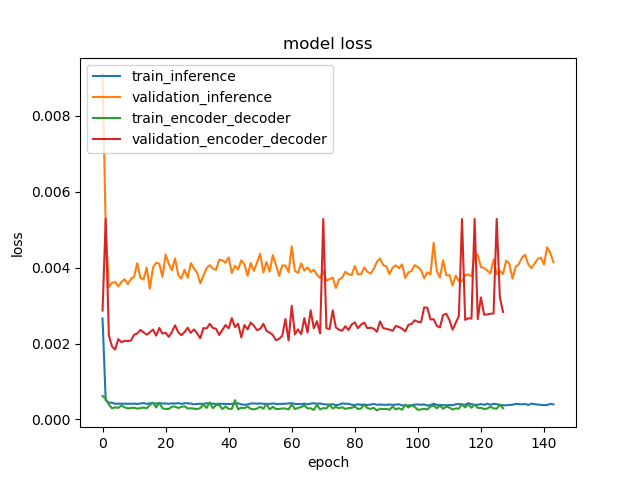 model loss
train_inference
validation_inference
train_encoder_decoder
validation_encoder_decoder
0.008
0.006
0.004
0.002
0.000
loss
0 20 40 60 80 100 120 140
epoch